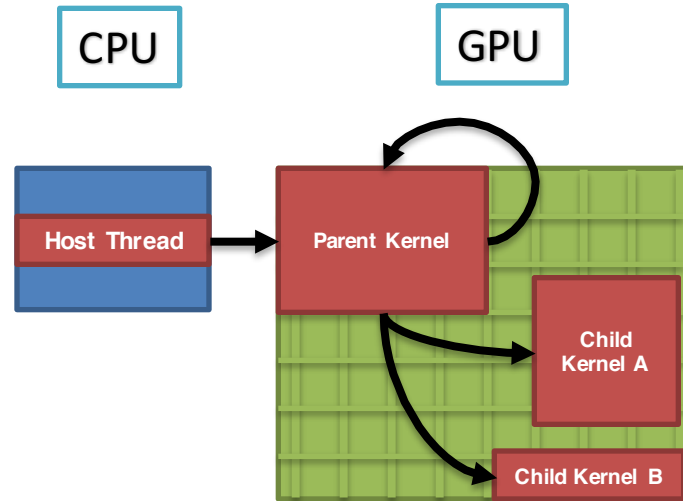 CPU
GPU
Host Thread
Parent Kernel
Child
Kernel A
Child Kernel B